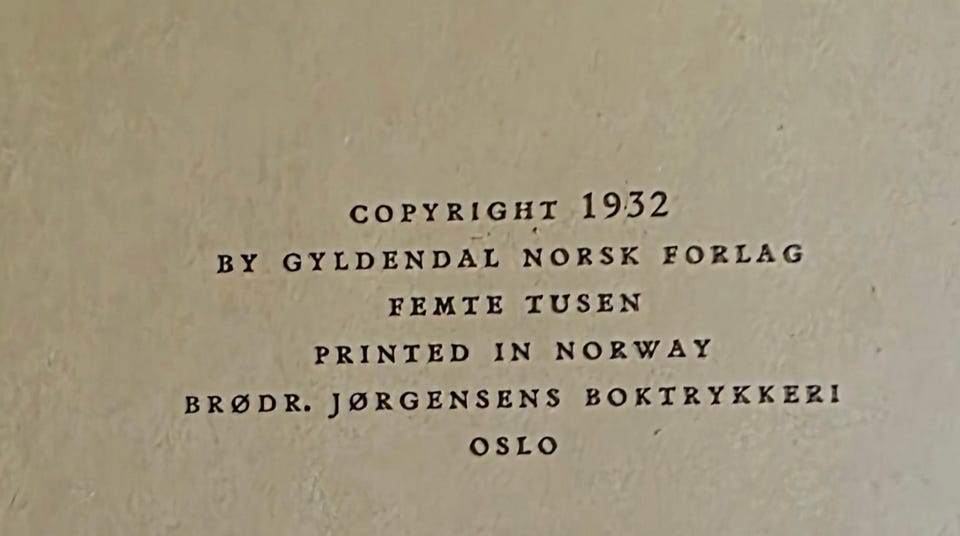 COPYRIGHT 1932
BY GYLDENDAL NORSK FORLAG
FEMTE TUSEN
PRINTED IN NORWAY
BRØDR. JØRGENSENS BOKTRYKKERI
OSLO